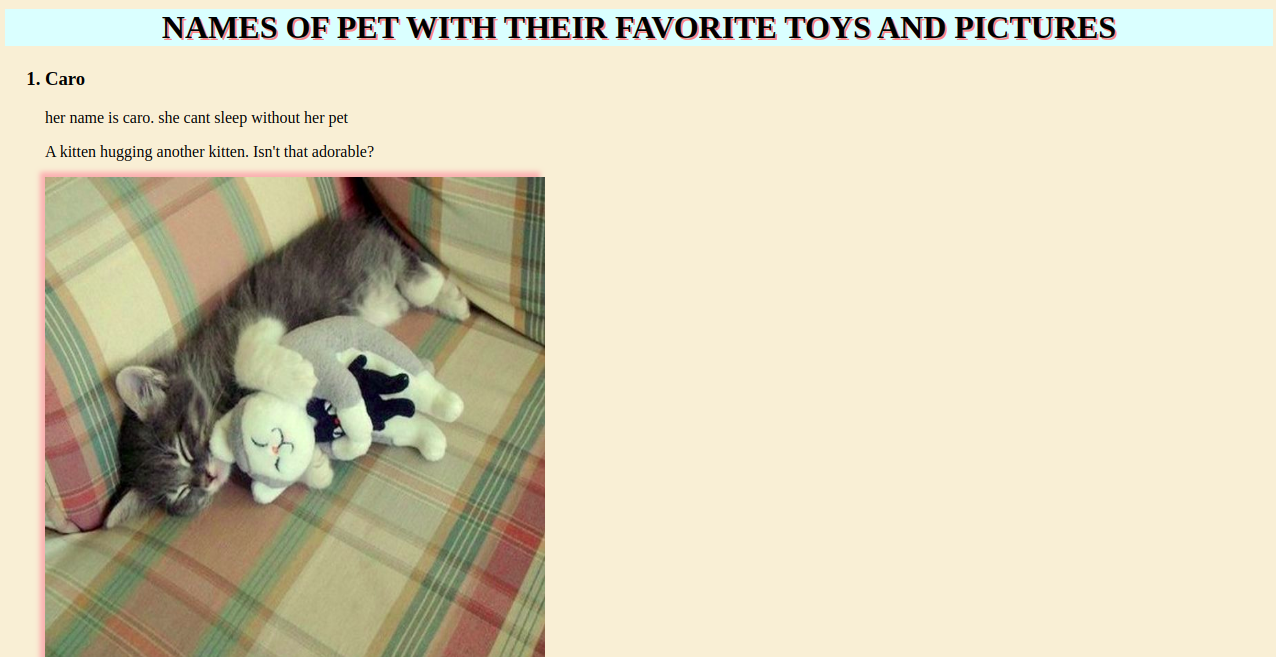 NAMES OF PET WITH THEIR FAVORITE TOYS AND PICTURES
1. Caro
her name is caro. she cant sleep without her pet
A kitten hugging another kitten. Isn't that adorable?